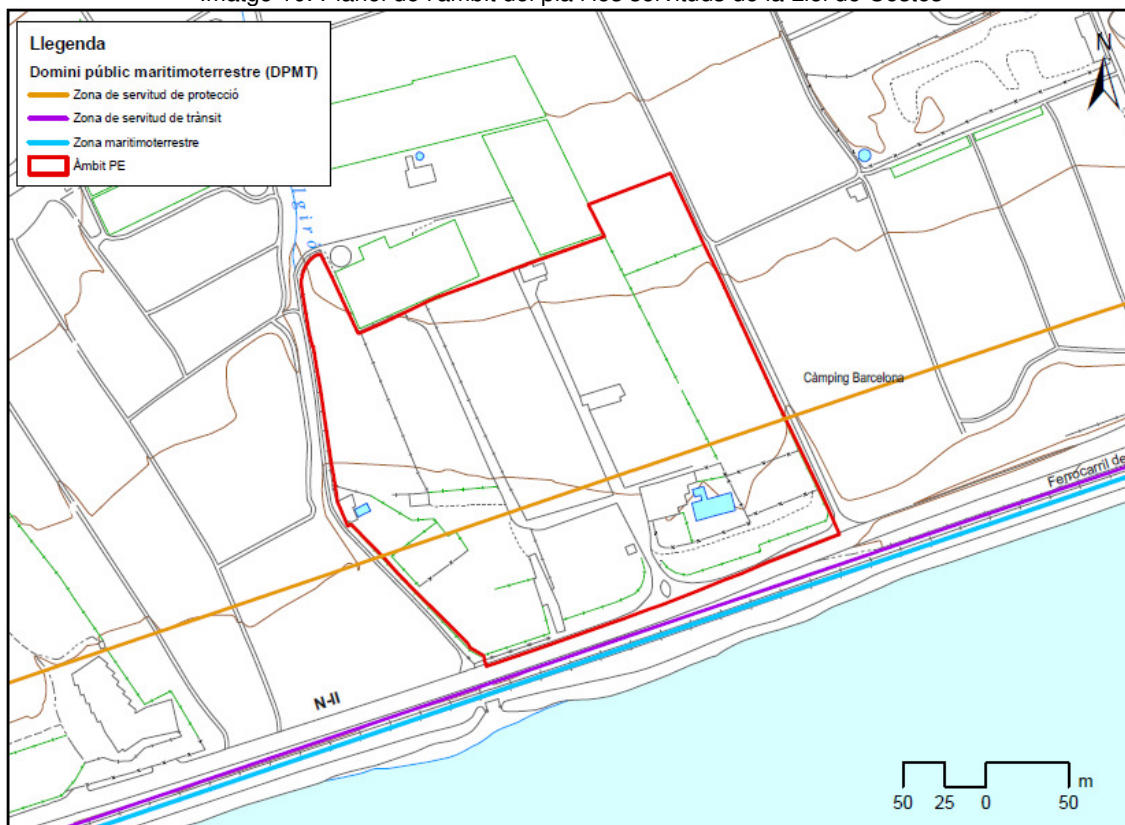 Llegenda
Domini públic maritimoterrestre (DPMT)
Zona de servitud de protecció
Zona de servitud de trànsit
Zona maritimoterrestre
Àmbit PE
N
giró
Càmping Barcelona
Ferrocarril de
N-II
50 25 0 50 m